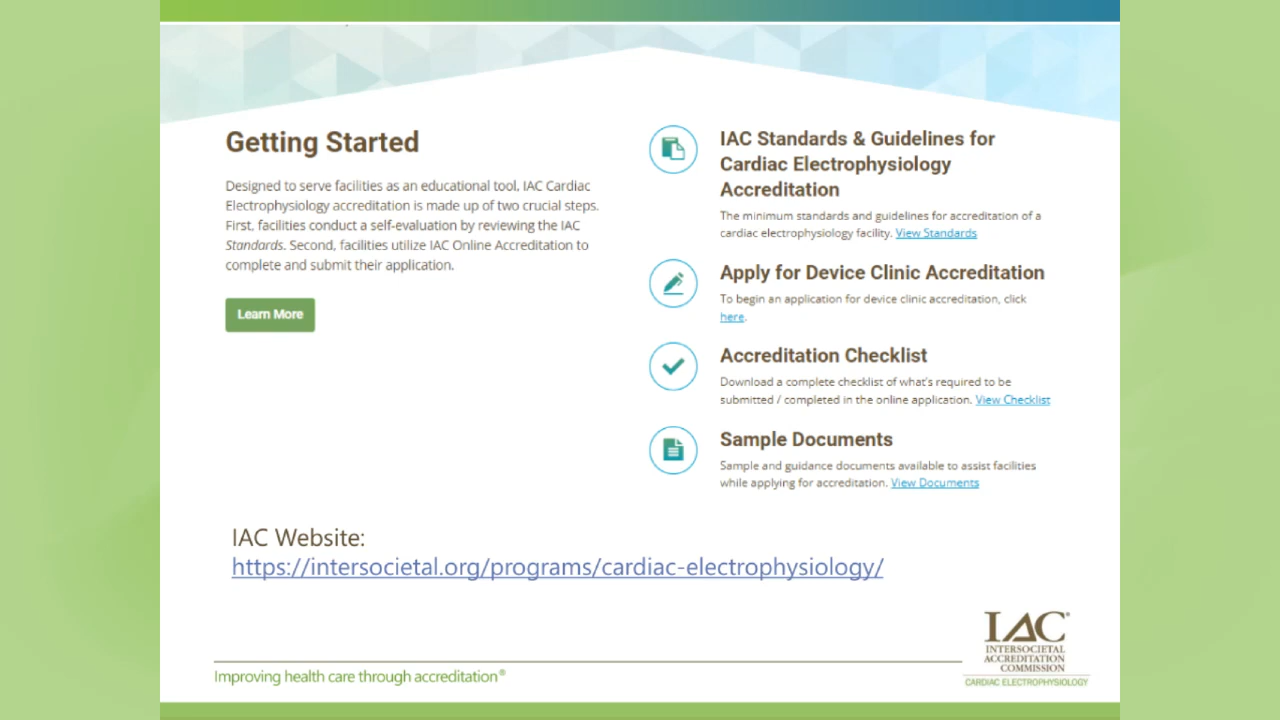 Getting Started
Designed to serve facilities as an educational tool, IAC Cardiac
Electrophysiology accreditation is made up of two crucial steps.
First, facilities conduct a self-evaluation by reviewing the IAC
Standards. Second, facilities utilize IAC Online Accreditation to
complete and submit their application.
Learn More
IAC Standards & Guidelines for
Cardiac Electrophysiology
Accreditation
The minimum standards and guidelines for accreditation of a
cardiac electrophysiology facility. View Standards
Apply for Device Clinic Accreditation
To begin an application for device clinic accreditation, click
here.
Accreditation Checklist
Download a complete checklist of what's required to be
submitted / completed in the online application. View Checklist
Sample Documents
Sample and guidance documents available to assist facilities
while applying for accreditation. View Documents
IAC Website:
https://intersocietal.org/programs/cardiac-electrophysiology/
Improving health care through accreditation®
IAC®
INTERSOCIETAL
ACCREDITATION
COMMISSION
CARDIAC ELECTROPHYSIOLOGY